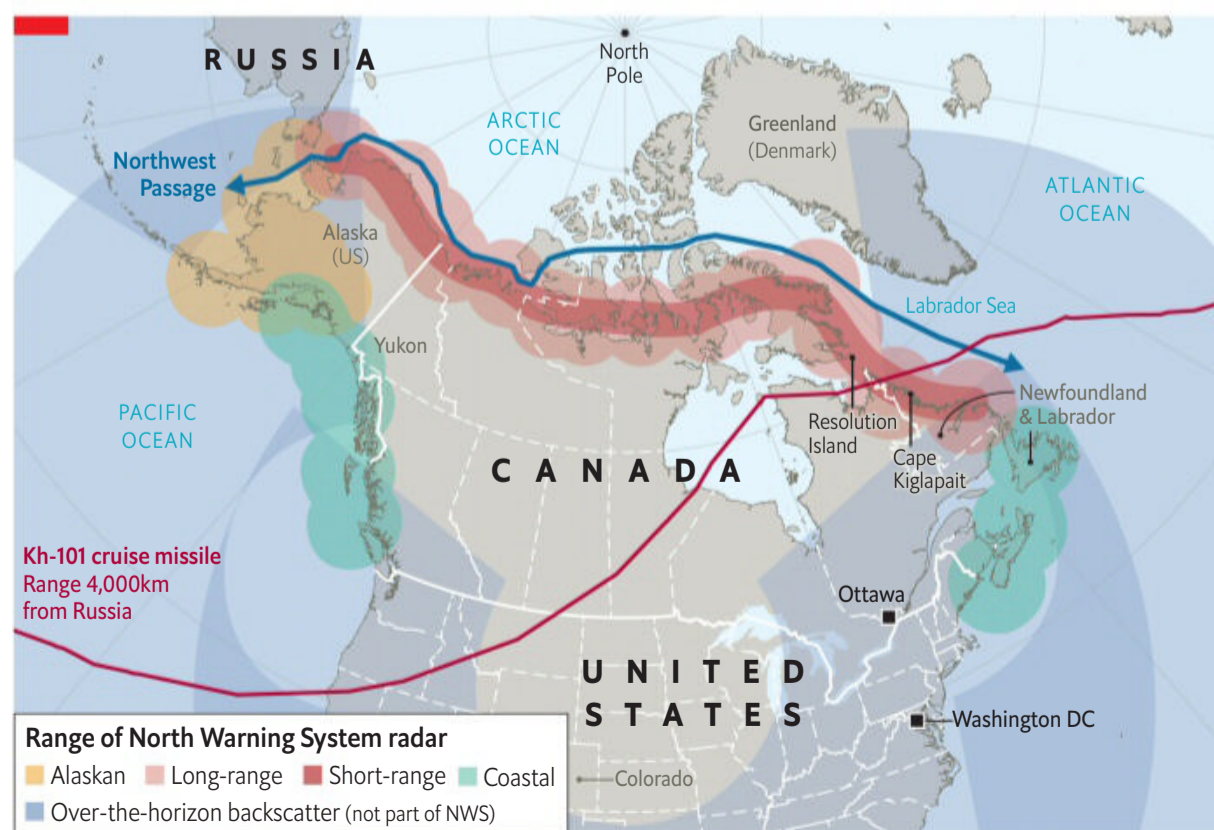 RUSSIA
North
Pole
ARCTIC
OCEAN
Greenland
(Denmark)
Northwest
Passage
ATLANTIC
OCEAN
Alaska
(US)
Labrador Sea
Yukon
PACIFIC
OCEAN
Resolution
Island
Newfoundland
& Labrador
Cape
Kiglapait
CANADA
Kh-101 cruise missile
Range 4,000km
from Russia
Ottawa
UNITED
STATES
Washington DC
Range of North Warning System radar
Alaskan Long-range Short-range Coastal
Colorado
Over-the-horizon backscatter (not part of NWS)